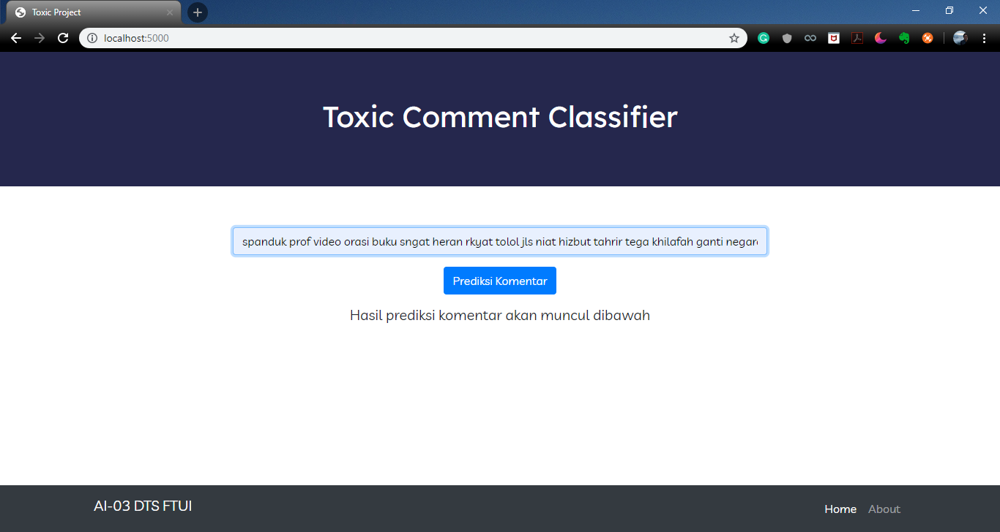 Toxic Project
localhost:5000
Toxic Comment Classifier
spanduk prof video orasi buku sngat heran rkyat tolol jls niat hizbut tahrir tega khilafah ganti negar
Prediksi Komentar
Hasil prediksi komentar akan muncul dibawah
AI-03 DTS FTUI
Home About